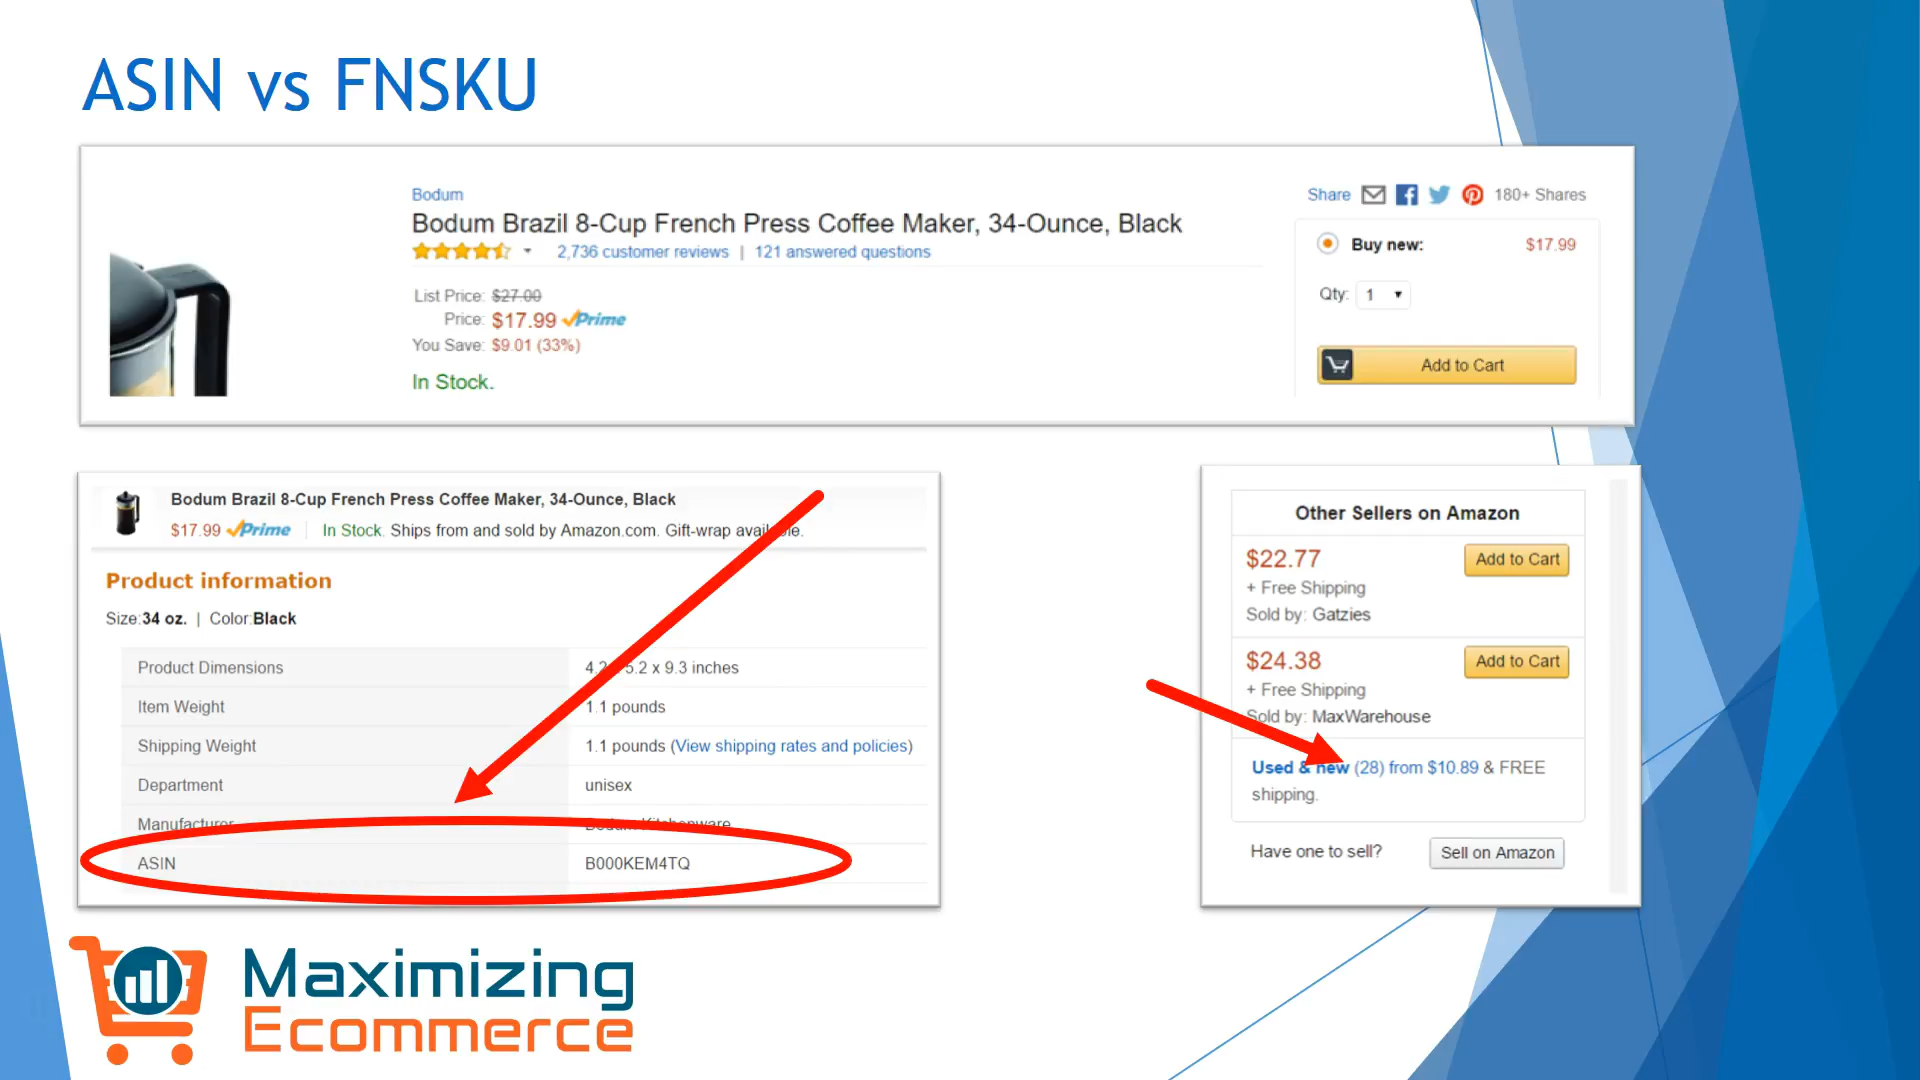 ASIN vs FNSKU
Bodum
Bodum Brazil 8-Cup French Press Coffee Maker, 34-Ounce, Black
2,736 customer reviews | 121 answered questions
List Price: $27.00
Price: $17.99 Prime
You Save: $9.01 (33%)
In Stock.
Share 180+ Shares
Buy new: $17.99
Qty: 1
Add to Cart
Bodum Brazil 8-Cup French Press Coffee Maker, 34-Ounce, Black
$17.99 Prime In Stock. Ships from and sold by Amazon.com. Gift-wrap available.
Product information
Size:34 oz. | Color:Black
Product Dimensions 4.2 x 5.2 x 9.3 inches
Item Weight 1.1 pounds
Shipping Weight 1.1 pounds (View shipping rates and policies)
Department unisex
Manufacturer Bodum Kitchenware
ASIN B000KEM4TQ
Other Sellers on Amazon
$22.77 Add to Cart
+ Free Shipping
Sold by: Gatzies
$24.38 Add to Cart
+ Free Shipping
Sold by: MaxWarehouse
Used & new (28) from $10.89 & FREE
shipping.
Have one to sell? Sell on Amazon
Maximizing
Ecommerce